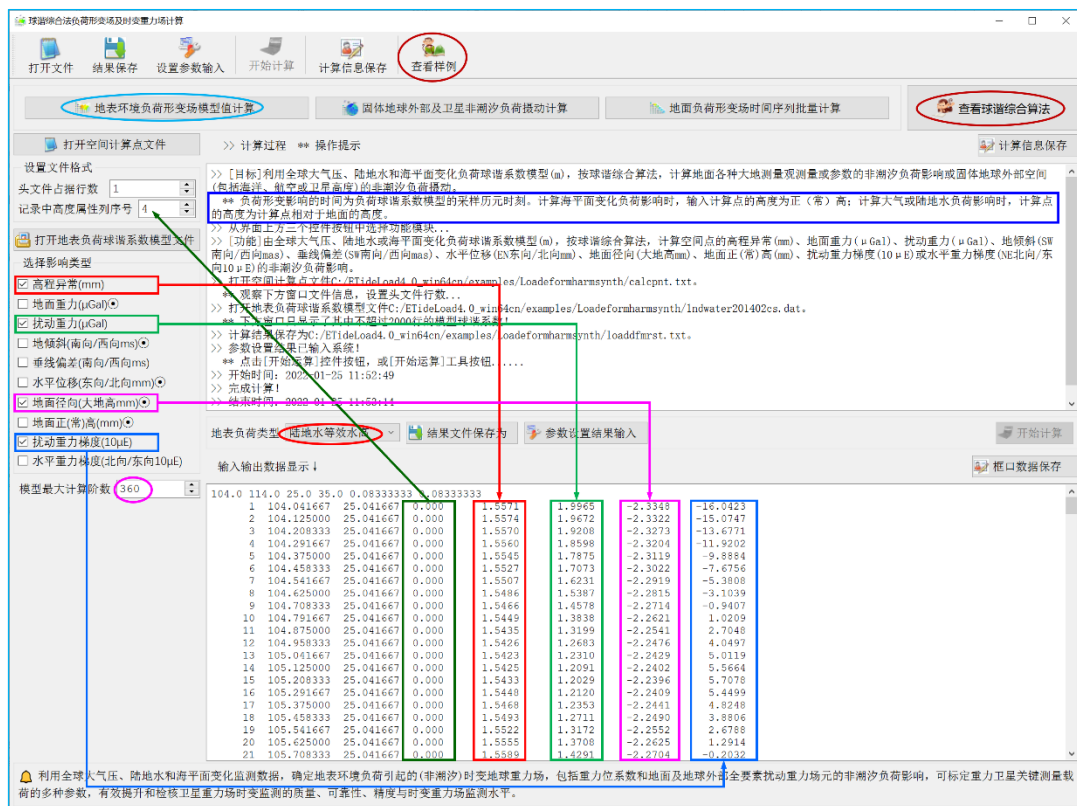 球谐综合法负荷形变场及时变重力场计算
打开文件 结果保存 设置参数输入 开始计算 计算信息保存 查看样例
地表环境负荷形变场模型值计算 固体地球外部及卫星非潮汐负荷摄动计算 地面负荷形变场时间序列批量计算 查看球谐综合算法
打开空间计算点文件
设置文件格式
头文件占据行数 1
记录中高度属性列序号 4
打开地表负荷球谐系数模型文件
选择影响类型
高程异常(mm)
地面重力(μGal)
扰动重力(μGal)
地倾斜(南向/西向ms)
垂线偏差(南向/西向ms)
水平位移(东向/北向mm)
地面径向(大地高mm)
地面正(常)高(mm)
扰动重力梯度(10μE)
水平重力梯度(北向/东向10μE)
模型最大计算阶数 360
>> 计算过程 ** 操作提示 计算信息保存
>> [目标]利用全球大气压、陆地水和海平面变化负荷球谐系数模型(m)，按球谐综合算法，计算地面各种大地测量观测量或参数的非潮汐负荷影响或固体地球外部空间
(包括海洋、航空或卫星高度)的非潮汐负荷摄动。
** 负荷形变影响的时间为负荷球谐系数模型的采样历元时刻。计算海平面变化负荷影响时，输入计算点的高度为正（常）高；计算大气或陆地水负荷影响时，计算点
的高度为计算点相对于地面的高度。
>> 从界面上方三个控件按钮中选择功能模块...
>> [功能]由全球大气压、陆地水或海平面变化负荷球谐系数模型(m)，按球谐综合算法，计算空间点的高程异常(mm)、地面重力(μGal)、扰动重力(μGal)、地倾斜(SW
南向/西向mas)、垂线偏差(SW南向/西向mas)、水平位移(EN东向/北向mm)、地面径向(大地高mm)、地面正(常)高(mm)、扰动重力梯度(10μE)或水平重力梯度(NE北向/东
向10μE)的非潮汐负荷影响。
>> 打开空间计算点文件C:/ETideLoad4.0_win64cn/examples/Loadeformharmsynth/calcpnt.txt。
** 观察下方窗口文件信息，设置头文件行数...
>> 打开地表负荷球谐系数模型文件C:/ETideLoad4.0_win64cn/examples/Loadeformharmsynth/lndwater201402cs.dat。
** 下方窗口只显示了其中不超过2000行的模型球谐系数!
>> 计算结果保存为C:/ETideLoad4.0_win64cn/examples/Loadeformharmsynth/loaddfmrst.txt。
>> 参数设置结果已输入系统!
** 点击[开始运算]控件按钮，或[开始运算]工具按钮......
>> 开始时间：2022-01-25 11:52:49
>> 完成计算!
>> 结束时间：2022-01-25 11:53:14
地表负荷类型 陆地水等效水高 结果文件保存为 参数设置结果输入 开始计算
输入输出数据显示↓ 框口数据保存
104.0 114.0 25.0 35.0 0.08333333 0.08333333
1 104.041667 25.041667 0.000 1.5571 1.9965 -2.3348 -16.0423
2 104.125000 25.041667 0.000 1.5574 1.9672 -2.3322 -15.0747
3 104.208333 25.041667 0.000 1.5570 1.9208 -2.3273 -13.6771
4 104.291667 25.041667 0.000 1.5560 1.8598 -2.3204 -11.9202
5 104.375000 25.041667 0.000 1.5545 1.7875 -2.3119 -9.8884
6 104.458333 25.041667 0.000 1.5527 1.7073 -2.3022 -7.6756
7 104.541667 25.041667 0.000 1.5507 1.6231 -2.2919 -5.3808
8 104.625000 25.041667 0.000 1.5486 1.5387 -2.2815 -3.1039
9 104.708333 25.041667 0.000 1.5466 1.4578 -2.2714 -0.9407
10 104.791667 25.041667 0.000 1.5449 1.3838 -2.2621 1.0209
11 104.875000 25.041667 0.000 1.5435 1.3199 -2.2541 2.7048
12 104.958333 25.041667 0.000 1.5426 1.2683 -2.2476 4.0497
13 105.041667 25.041667 0.000 1.5423 1.2310 -2.2429 5.0119
14 105.125000 25.041667 0.000 1.5425 1.2091 -2.2402 5.5664
15 105.208333 25.041667 0.000 1.5433 1.2029 -2.2396 5.7078
16 105.291667 25.041667 0.000 1.5448 1.2120 -2.2409 5.4499
17 105.375000 25.041667 0.000 1.5468 1.2353 -2.2441 4.8248
18 105.458333 25.041667 0.000 1.5493 1.2711 -2.2490 3.8806
19 105.541667 25.041667 0.000 1.5522 1.3172 -2.2552 2.6788
20 105.625000 25.041667 0.000 1.5555 1.3708 -2.2625 1.2914
21 105.708333 25.041667 0.000 1.5589 1.4291 -2.2704 -0.2032
利用全球大气压、陆地水和海平面变化监测数据，确定地表环境负荷引起的(非潮汐)时变地球重力场，包括重力位系数和地面及地球外部全要素扰动重力场元的非潮汐负荷影响，可标定重力卫星关键测量载
荷的多种参数，有效提升和检核卫星重力场时变监测的质量、可靠性、精度与时变重力场监测水平。